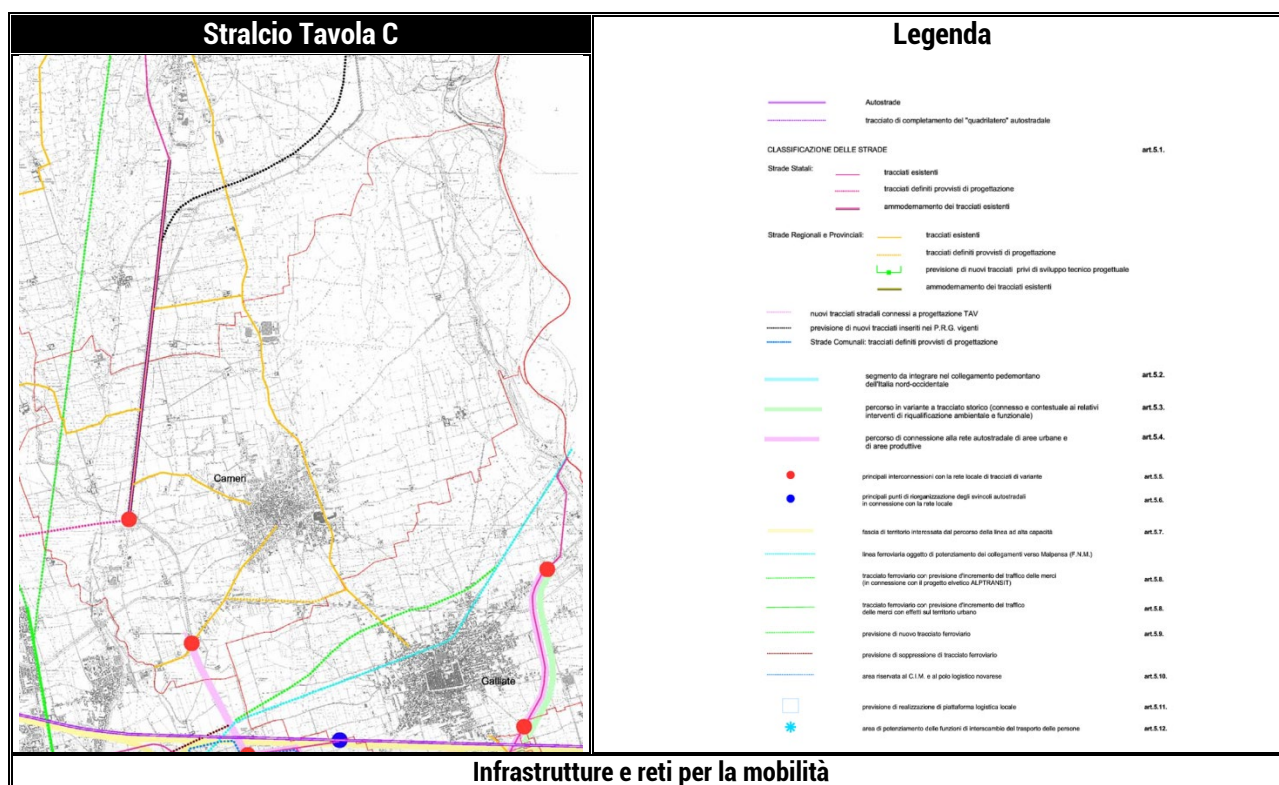 Stralcio Tavola C
Legenda
Cameri
Galliate
Autostrade
tracciato di completamento del "quadrilatero" autostradale
CLASSIFICAZIONE DELLE STRADE art.5.1.
Strade Statali: tracciati esistenti
tracciati definiti provvisti di progettazione
ammodernamento dei tracciati esistenti
Strade Regionali e Provinciali: tracciati esistenti
tracciati definiti provvisti di progettazione
previsione di nuovi tracciati privi di sviluppo tecnico progettuale
ammodernamento dei tracciati esistenti
nuovi tracciati stradali connessi a progettazione TAV
previsione di nuovi tracciati inseriti nei P.R.G. vigenti
Strade Comunali: tracciati definiti provvisti di progettazione
segmento da integrare nel collegamento pedemontano art.5.2.
dell'Italia nord-occidentale
percorso in variante a tracciato storico (connesso e contestuale ai relativi art.5.3.
interventi di riqualificazione ambientale e funzionale)
percorso di connessione alla rete autostradale di aree urbane e art.5.4.
di aree produttive
principali interconnessioni con la rete locale di tracciati di variante art.5.5.
principali punti di riorganizzazione degli svincoli autostradali art.5.6.
in connessione con la rete locale
fascia di territorio interessata dal percorso della linea ad alta capacità art.5.7.
linea ferroviaria oggetto di potenziamento dei collegamenti verso Malpensa (F.N.M.)
tracciato ferroviario con previsione d'incremento del traffico delle merci art.5.8.
(in connessione con il progetto elvetico ALPTRANSIT)
tracciato ferroviario con previsione d'incremento del traffico art.5.8.
delle merci con effetti sul territorio urbano
previsione di nuovo tracciato ferroviario art.5.9.
previsione di soppressione di tracciato ferroviario
area riservata al C.I.M. e al polo logistico novarese art.5.10.
previsione di realizzazione di piattaforma logistica locale art.5.11.
area di potenziamento delle funzioni di interscambio del trasporto delle persone art.5.12.
Infrastrutture e reti per la mobilità